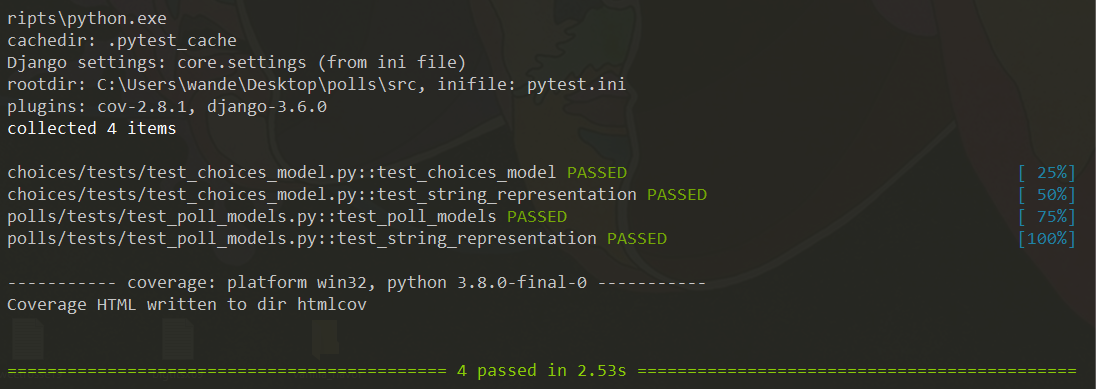 ripts\python.exe
cachedir: .pytest_cache
Django settings: core.settings (from ini file)
rootdir: C:\Users\wande\Desktop\polls\src, inifile: pytest.ini
plugins: cov-2.8.1, django-3.6.0
collected 4 items
choices/tests/test_choices_model.py::test_choices_model PASSED [ 25%]
choices/tests/test_choices_model.py::test_string_representation PASSED [ 50%]
polls/tests/test_poll_models.py::test_poll_models PASSED [ 75%]
polls/tests/test_poll_models.py::test_string_representation PASSED [100%]
----------- coverage: platform win32, python 3.8.0-final-0 -----------
Coverage HTML written to dir htmlcov
============================================ 4 passed in 2.53s ============================================